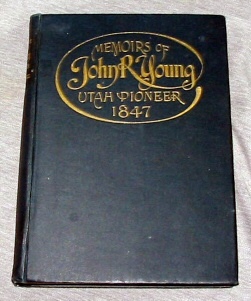 MEMOIRS OF
John R Young
UTAH PIONEER
1847